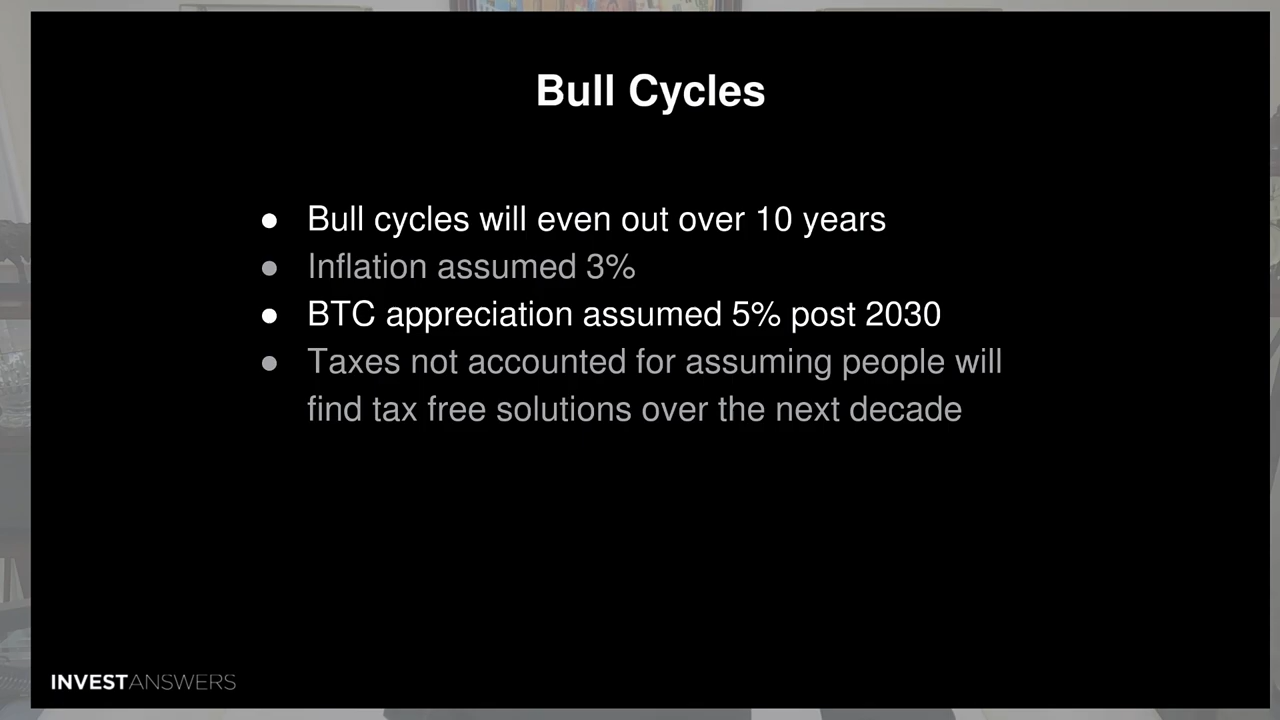 Bull Cycles
● Bull cycles will even out over 10 years
● Inflation assumed 3%
● BTC appreciation assumed 5% post 2030
● Taxes not accounted for assuming people will
find tax free solutions over the next decade
INVESTANSWERS